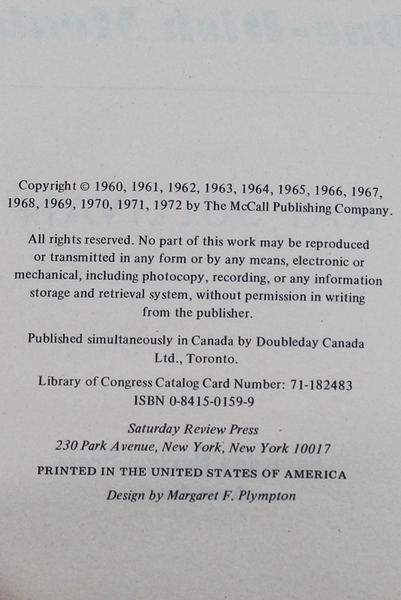 Copyright © 1960, 1961, 1962, 1963, 1964, 1965, 1966, 1967,
1968, 1969, 1970, 1971, 1972 by The McCall Publishing Company.
All rights reserved. No part of this work may be reproduced
or transmitted in any form or by any means, electronic or
mechanical, including photocopy, recording, or any information
storage and retrieval system, without permission in writing
from the publisher.
Published simultaneously in Canada by Doubleday Canada
Ltd., Toronto.
Library of Congress Catalog Card Number: 71-182483
ISBN 0-8415-0159-9
Saturday Review Press
230 Park Avenue, New York, New York 10017
PRINTED IN THE UNITED STATES OF AMERICA
Design by Margaret F. Plympton